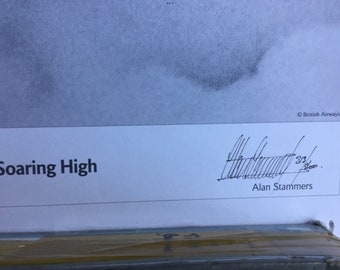 © British Airways
Soaring High
Alan Stammers